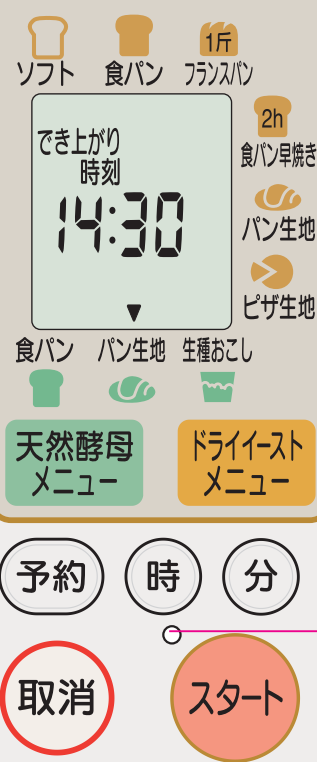 1斤
ソフト 食パン フランスパン
2h
食パン早焼き
でき上がり
時刻
14:30
パン生地
ピザ生地
食パン パン生地 生種おこし
天然酵母
メニュー
ドライイースト
メニュー
予約 時 分
取消 スタート